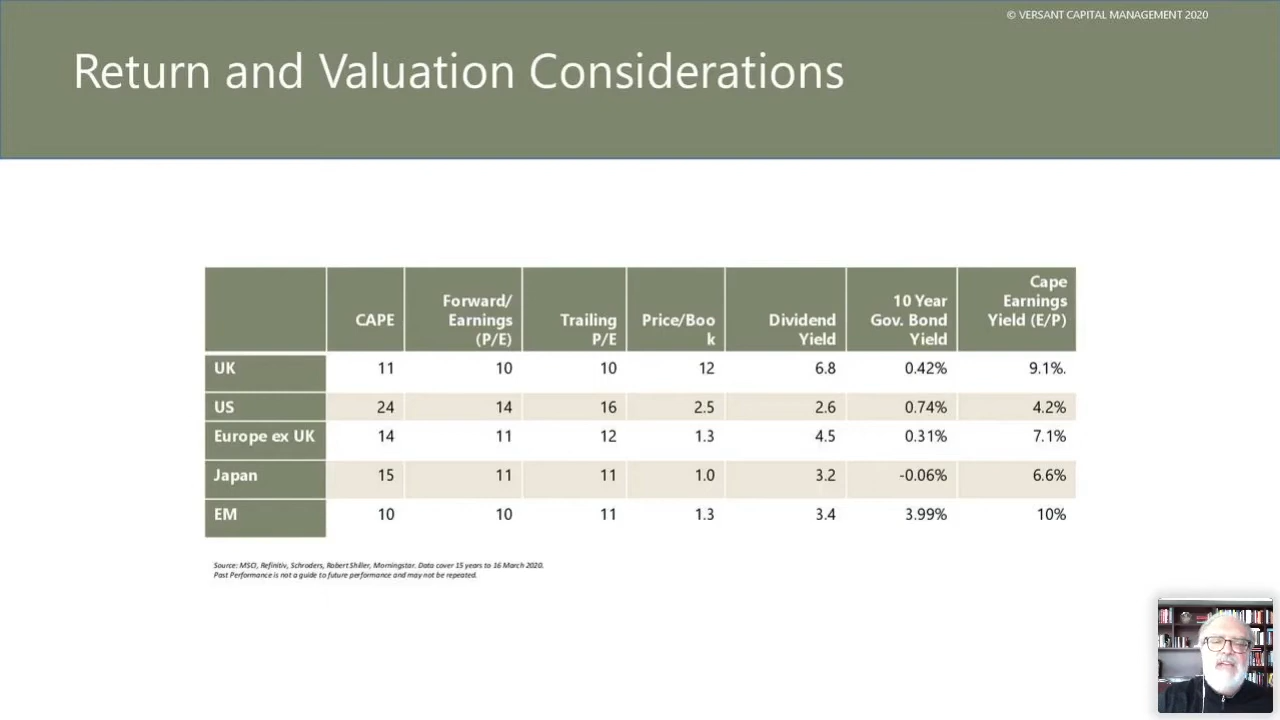 © VERSANT CAPITAL MANAGEMENT 2020
Return and Valuation Considerations
CAPE Forward/ Earnings (P/E) Trailing P/E Price/Boo k Dividend Yield 10 Year Gov. Bond Yield Cape Earnings Yield (E/P)
UK 11 10 10 12 6.8 0.42% 9.1%.
US 24 14 16 2.5 2.6 0.74% 4.2%
Europe ex UK 14 11 12 1.3 4.5 0.31% 7.1%
Japan 15 11 11 1.0 3.2 -0.06% 6.6%
EM 10 10 11 1.3 3.4 3.99% 10%
Source: MSCI, Refinitiv, Schroders, Robert Shiller, Morningstar. Data cover 15 years to 16 March 2020.
Past Performance is not a guide to future performance and may not be repeated.